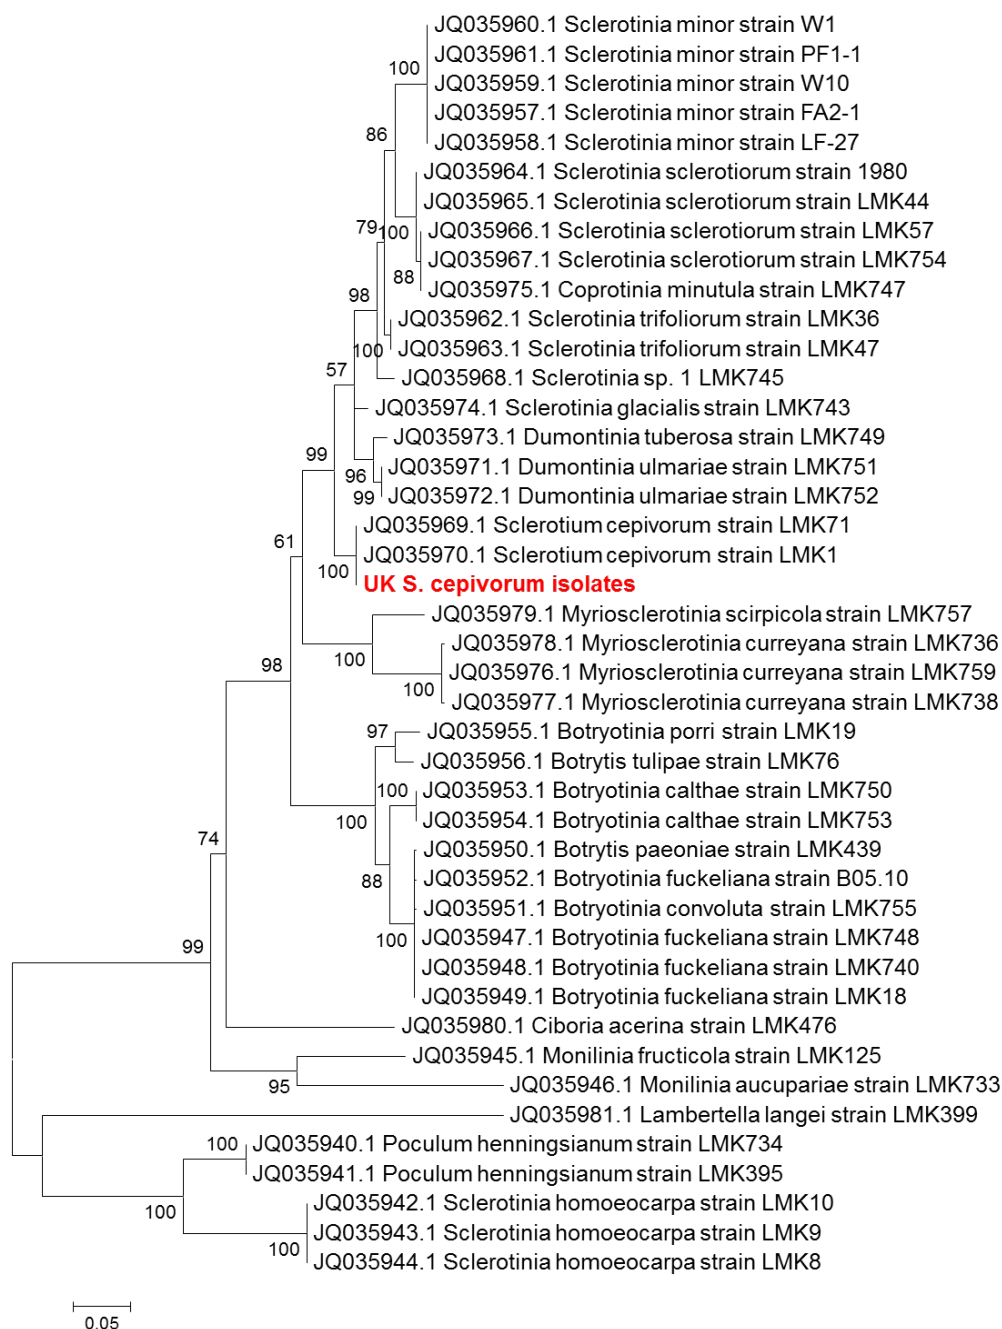 JQ035960.1 Sclerotinia minor strain W1
JQ035961.1 Sclerotinia minor strain PF1-1
100
JQ035959.1 Sclerotinia minor strain W10
JQ035957.1 Sclerotinia minor strain FA2-1
86
JQ035958.1 Sclerotinia minor strain LF-27
JQ035964.1 Sclerotinia sclerotiorum strain 1980
JQ035965.1 Sclerotinia sclerotiorum strain LMK44
79
100
JQ035966.1 Sclerotinia sclerotiorum strain LMK57
JQ035967.1 Sclerotinia sclerotiorum strain LMK754
88
JQ035975.1 Coprotinia minutula strain LMK747
98
JQ035962.1 Sclerotinia trifoliorum strain LMK36
100
JQ035963.1 Sclerotinia trifoliorum strain LMK47
57
JQ035968.1 Sclerotinia sp. 1 LMK745
JQ035974.1 Sclerotinia glacialis strain LMK743
JQ035973.1 Dumontinia tuberosa strain LMK749
99
96
JQ035971.1 Dumontinia ulmariae strain LMK751
99
JQ035972.1 Dumontinia ulmariae strain LMK752
JQ035969.1 Sclerotium cepivorum strain LMK71
61
JQ035970.1 Sclerotium cepivorum strain LMK1
100
UK S. cepivorum isolates
JQ035979.1 Myriosclerotinia scirpicola strain LMK757
JQ035978.1 Myriosclerotinia curreyana strain LMK736
100
98
JQ035976.1 Myriosclerotinia curreyana strain LMK759
100
JQ035977.1 Myriosclerotinia curreyana strain LMK738
97
JQ035955.1 Botryotinia porri strain LMK19
JQ035956.1 Botrytis tulipae strain LMK76
100
JQ035953.1 Botryotinia calthae strain LMK750
100
JQ035954.1 Botryotinia calthae strain LMK753
74
JQ035950.1 Botrytis paeoniae strain LMK439
88
JQ035952.1 Botryotinia fuckeliana strain B05.10
JQ035951.1 Botryotinia convoluta strain LMK755
100
JQ035947.1 Botryotinia fuckeliana strain LMK748
99
JQ035948.1 Botryotinia fuckeliana strain LMK740
JQ035949.1 Botryotinia fuckeliana strain LMK18
JQ035980.1 Ciboria acerina strain LMK476
JQ035945.1 Monilinia fructicola strain LMK125
95
JQ035946.1 Monilinia aucupariae strain LMK733
JQ035981.1 Lambertella langei strain LMK399
100
JQ035940.1 Poculum henningsianum strain LMK734
JQ035941.1 Poculum henningsianum strain LMK395
100
JQ035942.1 Sclerotinia homoeocarpa strain LMK10
JQ035943.1 Sclerotinia homoeocarpa strain LMK9
100
JQ035944.1 Sclerotinia homoeocarpa strain LMK8
0.05